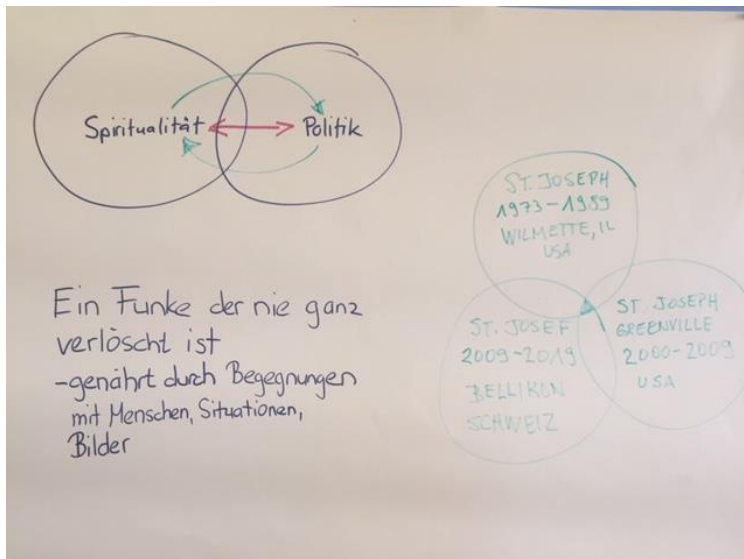 Spiritualität
Politik
Ein Funke der nie ganz
verlöscht ist
-genährt durch Begegnungen
mit Menschen, Situationen,
Bilder
ST. JOSEPH
1973-1989
WILMETTE, IL
USA
ST. JOSEF
2009-2019
BELLIKON
SCHWEIZ
ST JOSEPH
GREENVILLE
2000-2009
USA